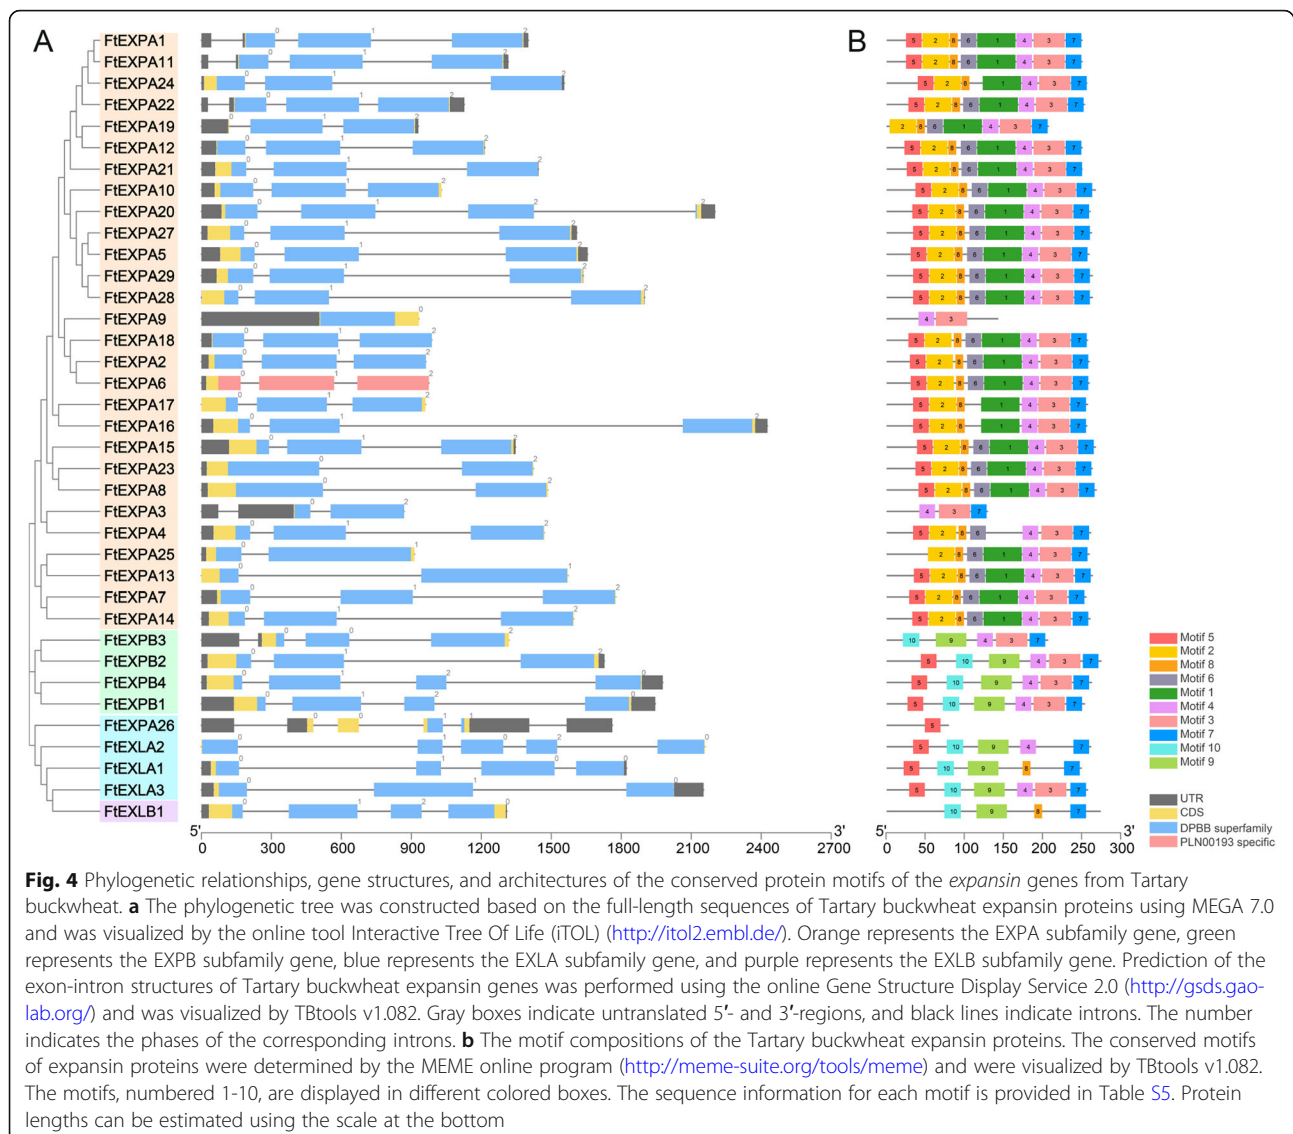 A
B
FtEXPA1
FtEXPA11
FtEXPA24
FtEXPA22
FtEXPA19
FtEXPA12
FtEXPA21
FtEXPA10
FtEXPA20
FtEXPA27
FtEXPA5
FtEXPA29
FtEXPA28
FtEXPA9
FtEXPA18
FtEXPA2
FtEXPA6
FtEXPA17
FtEXPA16
FtEXPA15
FtEXPA23
FtEXPA8
FtEXPA3
FtEXPA4
FtEXPA25
FtEXPA13
FtEXPA7
FtEXPA14
FtEXPB3
FtEXPB2
FtEXPB4
FtEXPB1
FtEXPA26
FtEXLA2
FtEXLA1
FtEXLA3
FtEXLB1
5' 3'
0 300 600 900 1200 1500 1800 2100 2400 2700
5' 3'
0 50 100 150 200 250 300
Motif 5
Motif 2
Motif 8
Motif 6
Motif 1
Motif 4
Motif 3
Motif 7
Motif 10
Motif 9
UTR
CDS
DPBB superfamily
PLN00193 specific
Fig. 4 Phylogenetic relationships, gene structures, and architectures of the conserved protein motifs of the expansin genes from Tartary
buckwheat. a The phylogenetic tree was constructed based on the full-length sequences of Tartary buckwheat expansin proteins using MEGA 7.0
and was visualized by the online tool Interactive Tree Of Life (iTOL) (http://itol2.embl.de/). Orange represents the EXPA subfamily gene, green
represents the EXPB subfamily gene, blue represents the EXLA subfamily gene, and purple represents the EXLB subfamily gene. Prediction of the
exon-intron structures of Tartary buckwheat expansin genes was performed using the online Gene Structure Display Service 2.0 (http://gsds.gao-
lab.org/) and was visualized by TBtools v1.082. Gray boxes indicate untranslated 5′- and 3′-regions, and black lines indicate introns. The number
indicates the phases of the corresponding introns. b The motif compositions of the Tartary buckwheat expansin proteins. The conserved motifs
of expansin proteins were determined by the MEME online program (http://meme-suite.org/tools/meme) and were visualized by TBtools v1.082.
The motifs, numbered 1-10, are displayed in different colored boxes. The sequence information for each motif is provided in Table S5. Protein
lengths can be estimated using the scale at the bottom